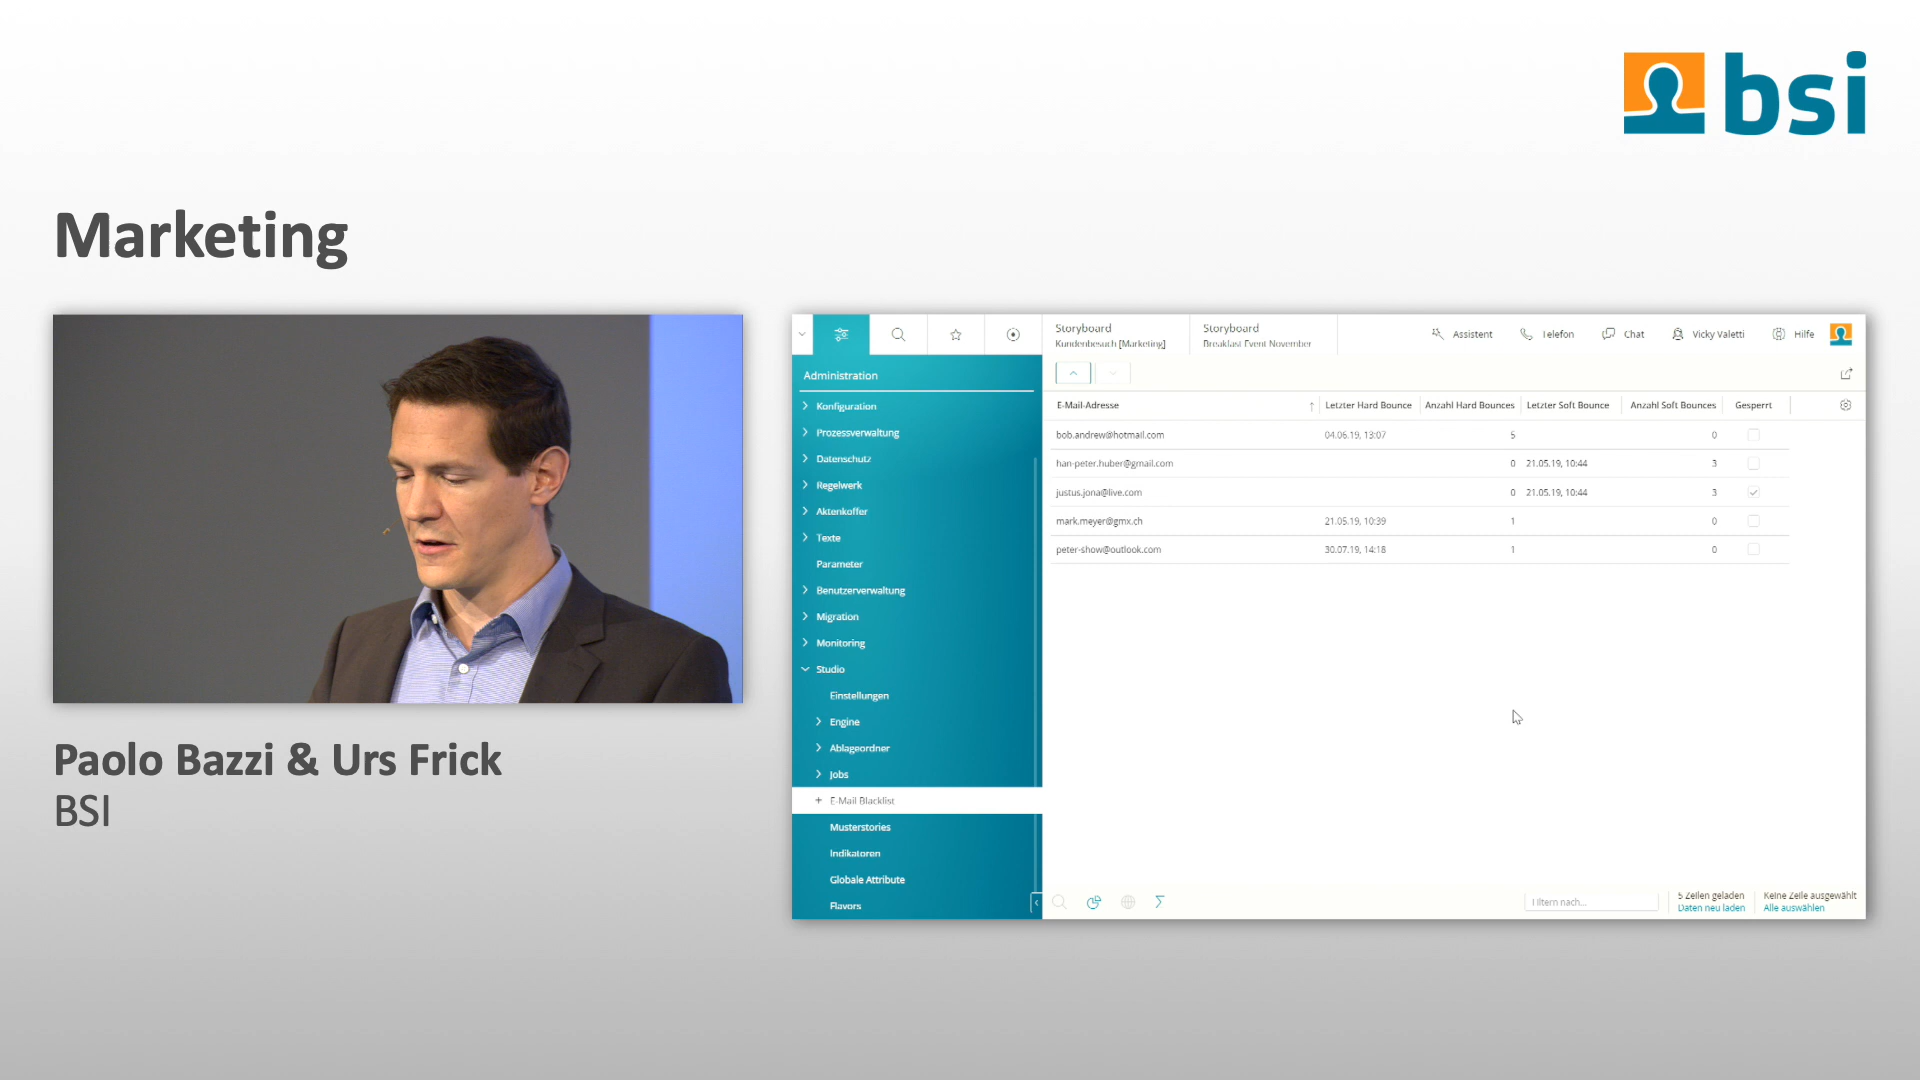 bsi
Marketing
Paolo Bazzi & Urs Frick
BSI
Storyboard
Kundenbesuch [Marketing]
Storyboard
Breakfast Event November
Assistent
Telefon
Chat
Vicky Valetti
Hilfe
Administration
Konfiguration
Prozessverwaltung
Datenschutz
Regelwerk
Aktenkoffer
Texte
Parameter
Benutzerverwaltung
Migration
Monitoring
Studio
Einstellungen
Engine
Ablageordner
Jobs
E-Mail Blacklist
Musterstories
Indikatoren
Globale Attribute
Flavors
E-Mail-Adresse Letzter Hard Bounce Anzahl Hard Bounces Letzter Soft Bounce Anzahl Soft Bounces Gesperrt
bob.andrew@hotmail.com 04.06.19, 13:07 5 0
han-peter.huber@gmail.com 0 21.05.19, 10:44 3
justus.jona@live.com 0 21.05.19, 10:44 3
mark.meyer@gmx.ch 21.05.19, 10:39 1 0
peter-show@outlook.com 30.07.19, 14:18 1 0
Filtern nach...
5 Zeilen geladen
Daten neu laden
Keine Zeile ausgewählt
Alle auswählen